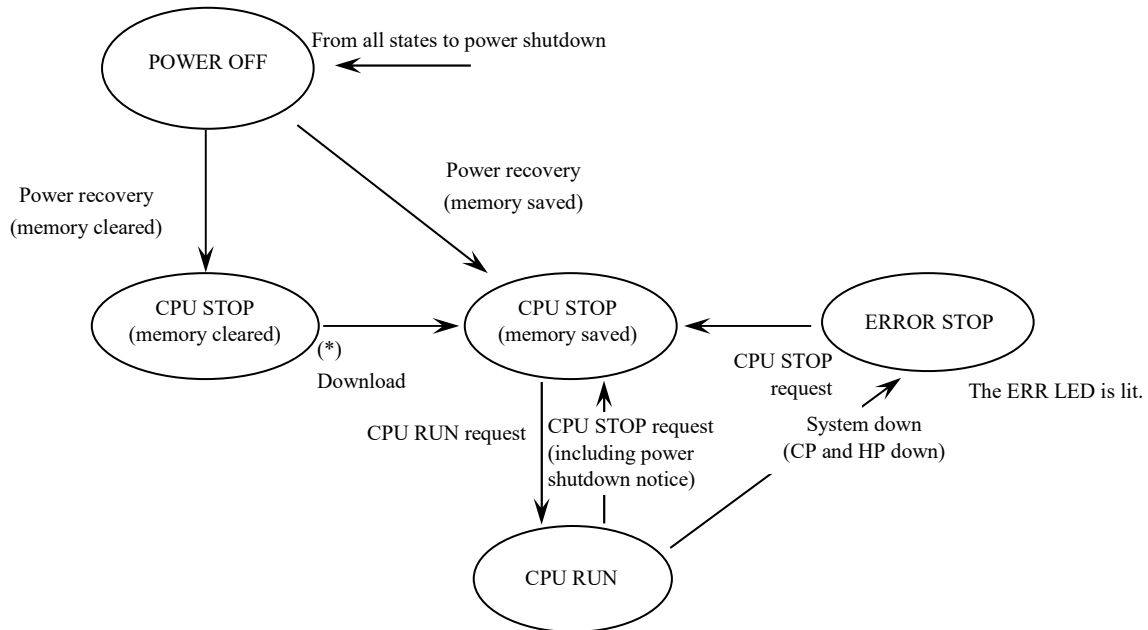 From all states to power shutdown
POWER OFF
Power recovery
(memory cleared)
Power recovery
(memory saved)
CPU STOP
(memory cleared)
(*)
Download
CPU STOP
(memory saved)
ERROR STOP
CPU STOP
request
The ERR LED is lit.
CPU RUN request
CPU STOP request
(including power
shutdown notice)
System down
(CP and HP down)
CPU RUN